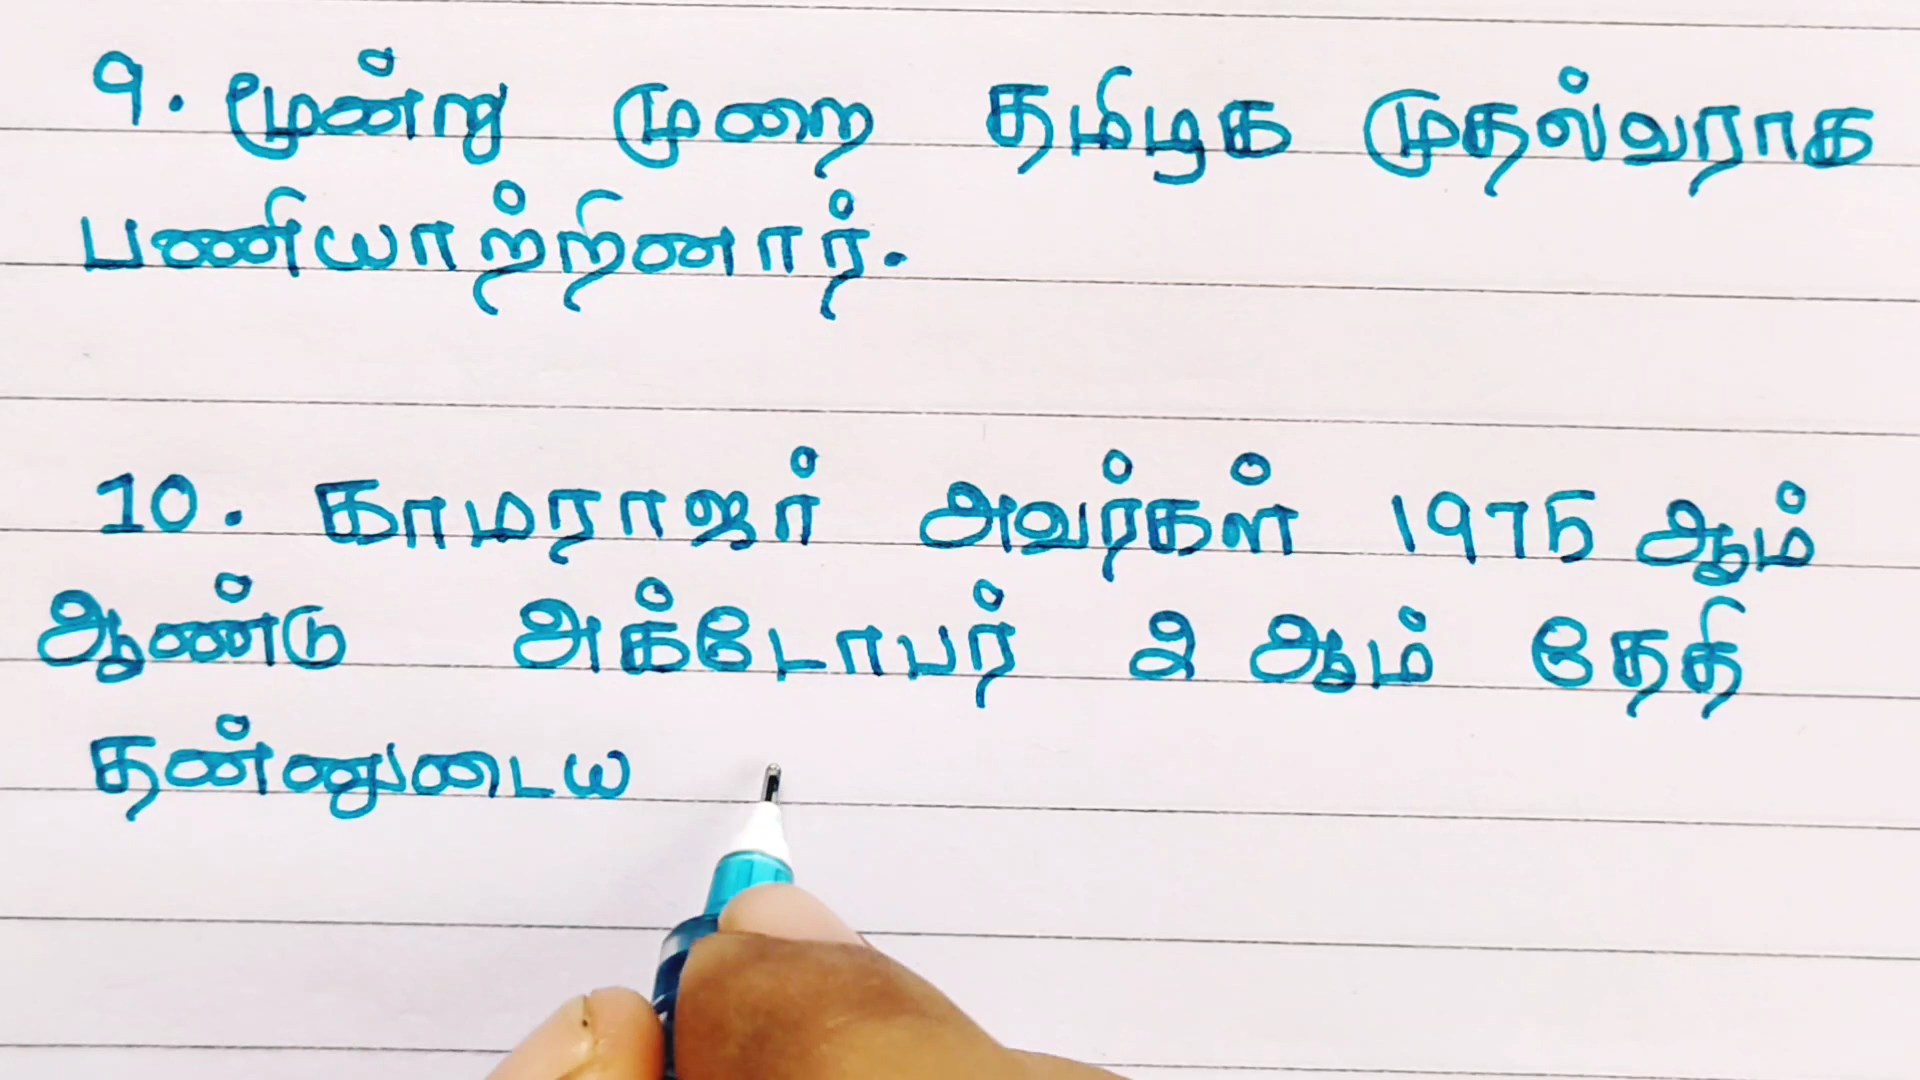 9. மூன்று முறை தமிழக முதல்வராக
பணியாற்றினார்.
10. காமராஜர் அவர்கள் 1975 ஆம்
ஆண்டு அக்டோபர் 2 ஆம் தேதி
தன்னுடைய